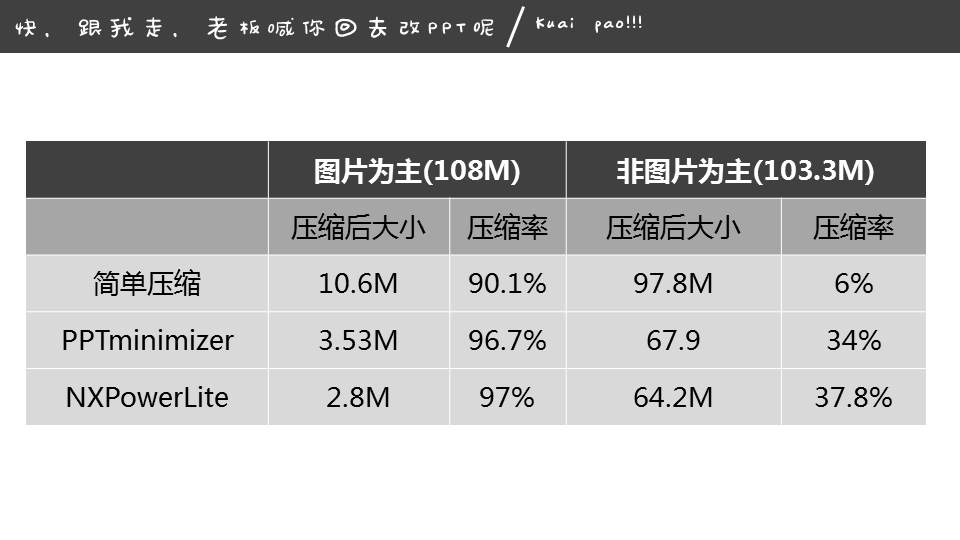 快，跟我走，老板喊你回去改PPT呢/Kuai pao!!!
图片为主(108M) 非图片为主(103.3M)
压缩后大小 压缩率 压缩后大小 压缩率
简单压缩 10.6M 90.1% 97.8M 6%
PPTminimizer 3.53M 96.7% 67.9 34%
NXPowerLite 2.8M 97% 64.2M 37.8%